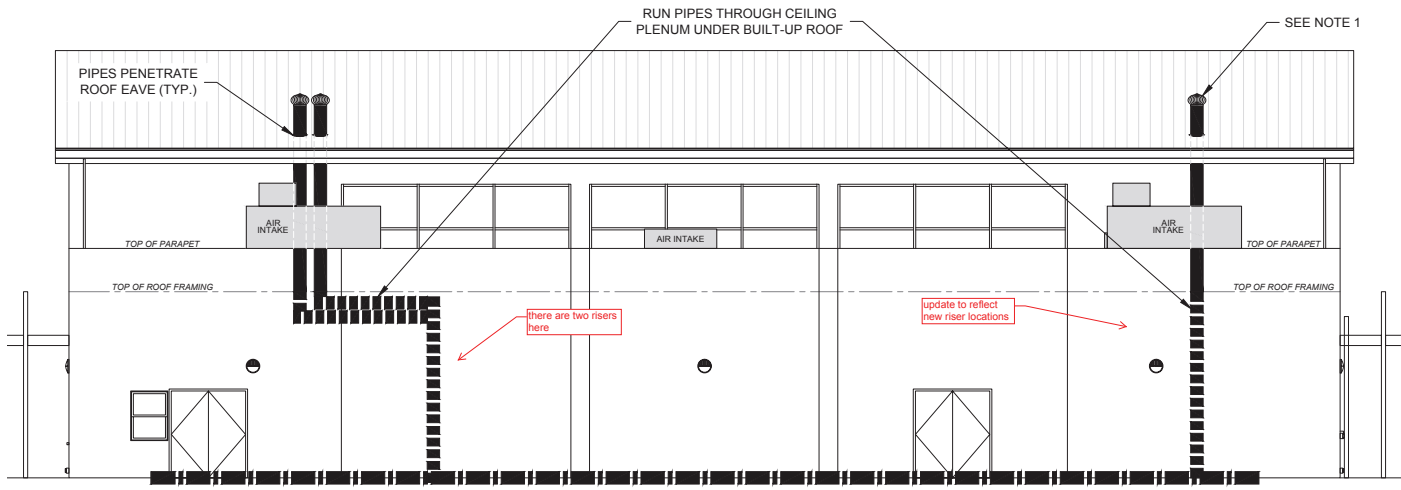 RUN PIPES THROUGH CEILING
PLENUM UNDER BUILT-UP ROOF
SEE NOTE 1
PIPES PENETRATE
ROOF EAVE (TYP.)
AIR
INTAKE
AIR INTAKE
AIR
INTAKE
TOP OF PARAPET
TOP OF PARAPET
TOP OF ROOF FRAMING
TOP OF ROOF FRAMING
there are two risers
here
update to reflect
new riser locations